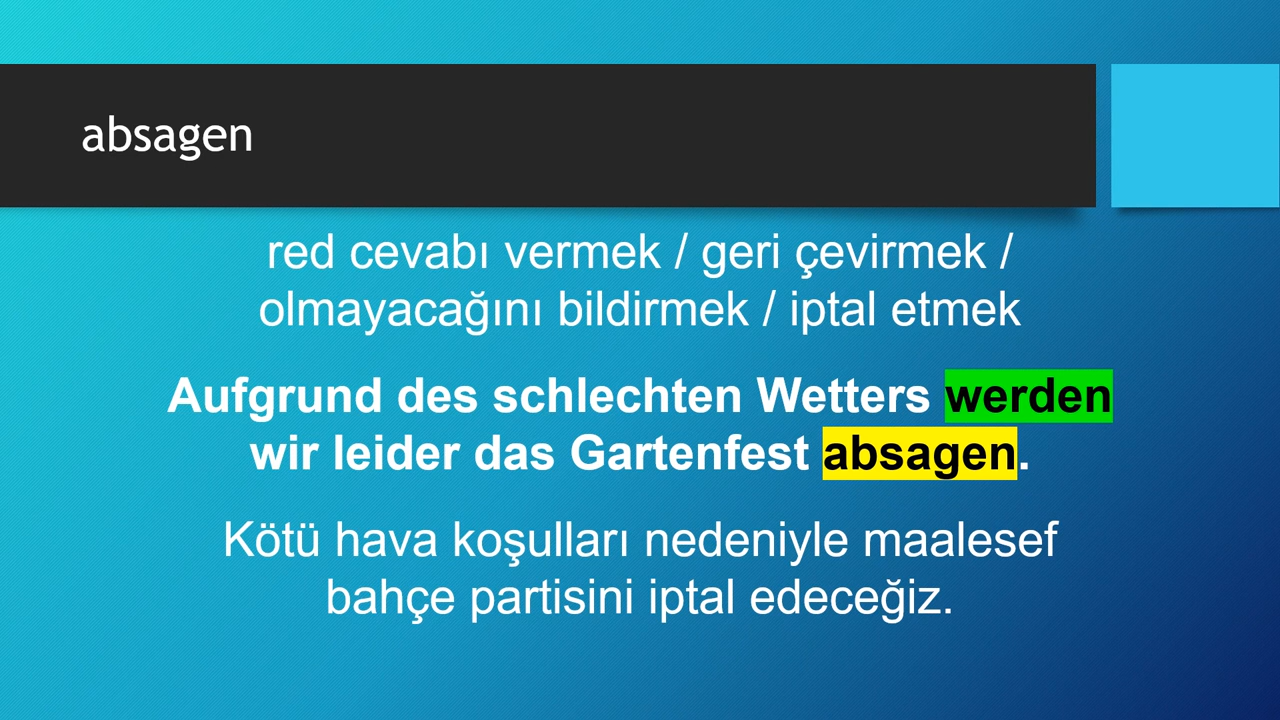 absagen
red cevabı vermek / geri çevirmek /
olmayacağını bildirmek / iptal etmek
Aufgrund des schlechten Wetters werden
wir leider das Gartenfest absagen.
Kötü hava koşulları nedeniyle maalesef
bahçe partisini iptal edeceğiz.